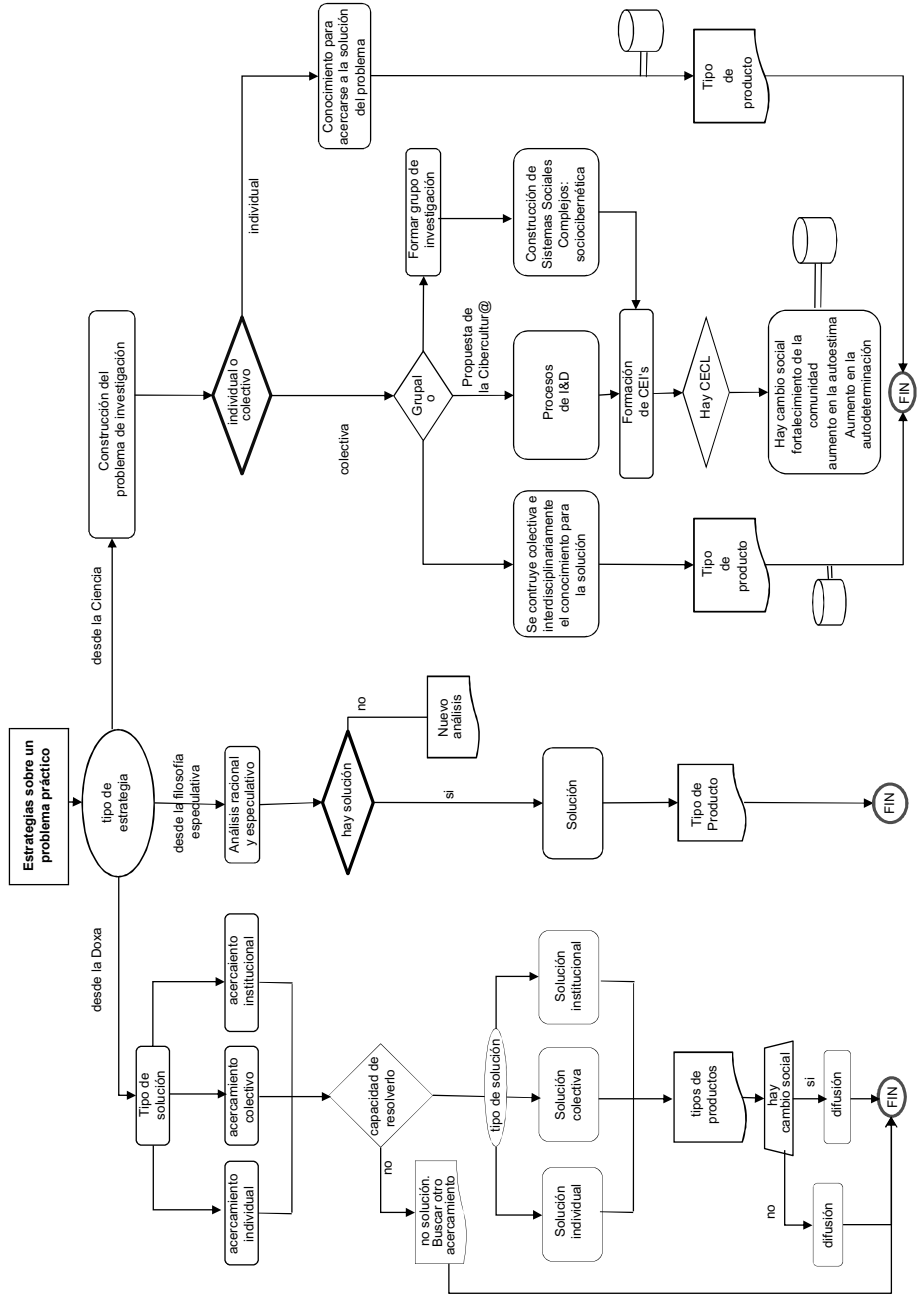 Estrategias sobre un
problema práctico
tipo de
estrategia
desde la Doxa
desde la filosofía
especulativa
desde la Ciencia
Tipo de
solución
acercamiento
individual
acercamiento
colectivo
acercaiento
institucional
capacidad de
resolverlo
no
no solución.
Buscar otro
acercamiento
tipo de solución
Solución
individual
Solución
colectiva
Solución
institucional
tipos de
productos
hay
cambio social
no
si
difusión
difusión
FIN
Análisis racional
y especulativo
hay solución
no
Nuevo
análisis
si
Solución
Tipo de
Producto
FIN
Construcción del
problema de investigación
individual o
colectivo
colectiva
individual
Grupal
o
Propuesta de
la Cibercultur@
Formar grupo de
investigación
Se contruye colectiva e
interdisciplinariamente
el conocimiento para
la solución
Procesos
de I&D
Construcción de
Sistemas Sociales
Complejos:
sociocibernética
Formación
de CEI's
Hay CECL
Hay cambio social
fortalecimiento de la
comunidad
aumento en la autoestima
Aumento en la
autodeterminación
Tipo
de
producto
Conocimiento para
acercarse a la solución
del problema
Tipo
de
producto
FIN